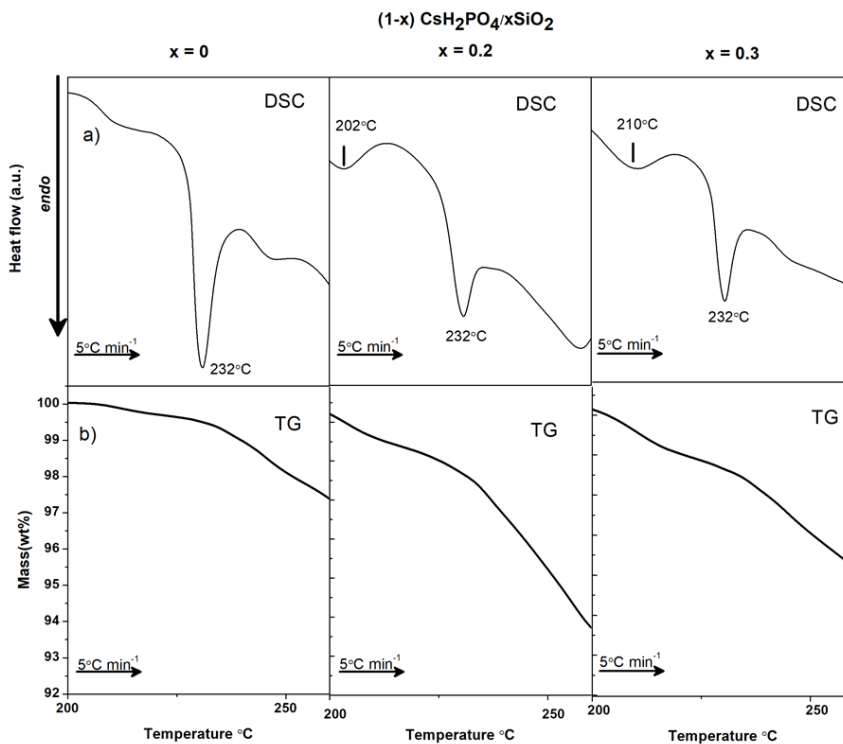 (1-x) CsH₂PO₄/xSiO₂
x = 0 x = 0.2 x = 0.3
a)
DSC
202°C
DSC
210°C
DSC
Heat flow (a.u.)
endo
232°C
232°C
232°C
5°C min⁻¹
5°C min⁻¹
5°C min⁻¹
b)
TG
TG
TG
Mass(wt%)
100
99
98
97
96
95
94
93
92
5°C min⁻¹
5°C min⁻¹
5°C min⁻¹
200 250 200 250 200 250
Temperature °C Temperature °C Temperature °C